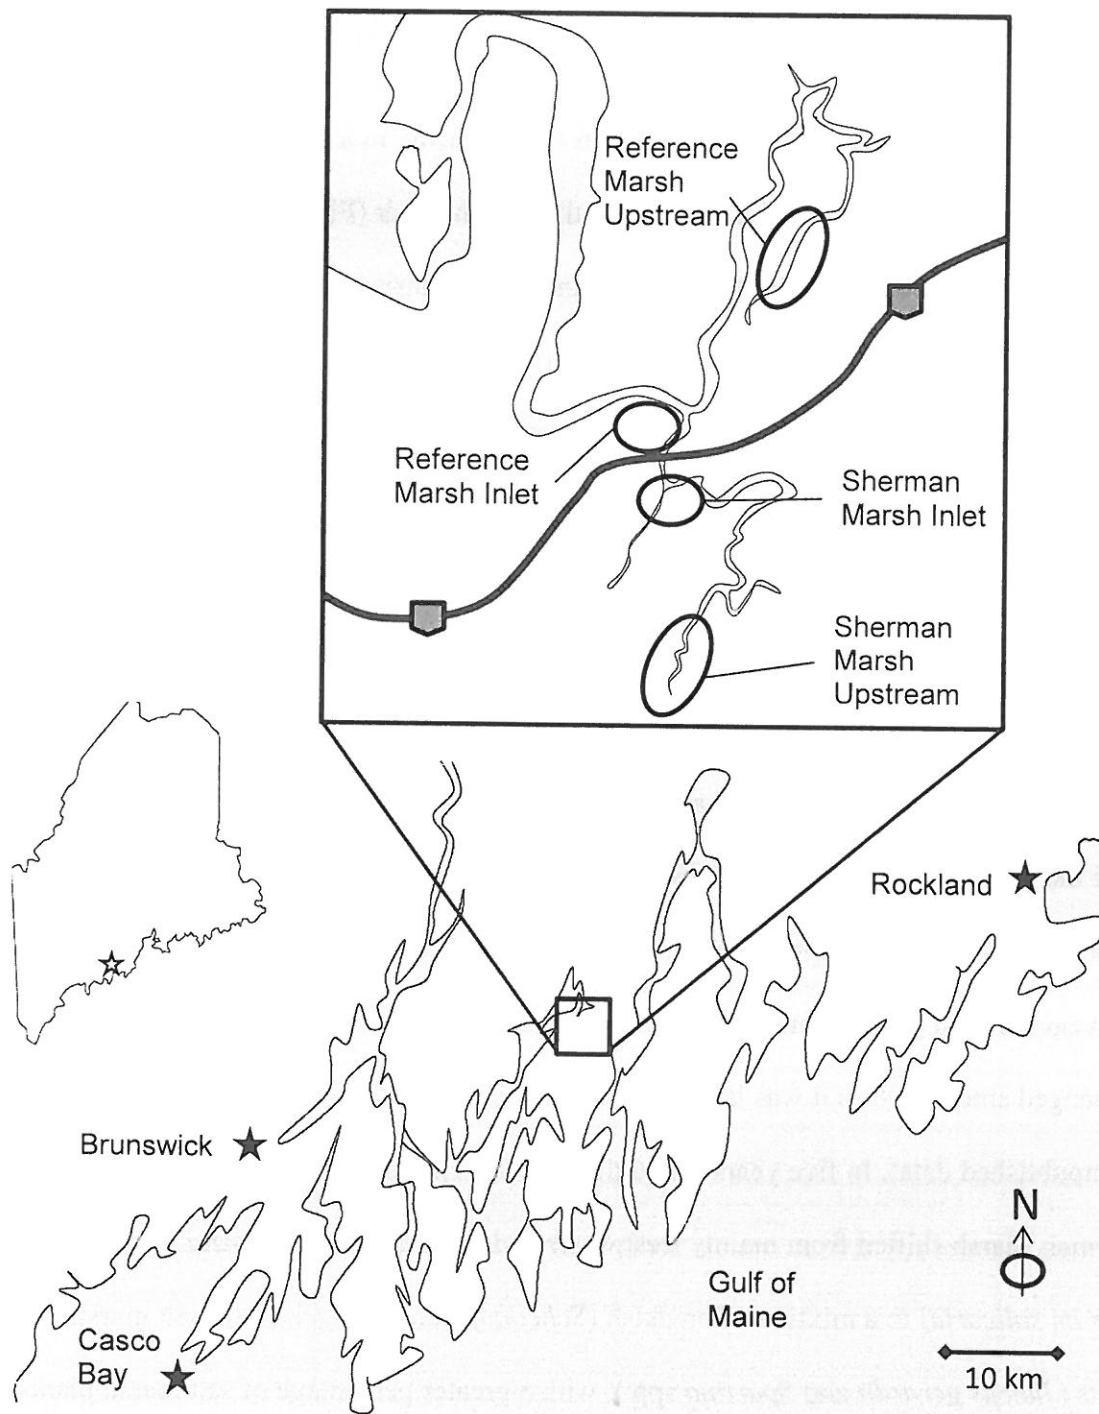 Reference
Marsh
Upstream
Reference
Marsh Inlet
Sherman
Marsh Inlet
Sherman
Marsh
Upstream
Rockland
Brunswick
N
Gulf of
Maine
Casco
Bay
10 km